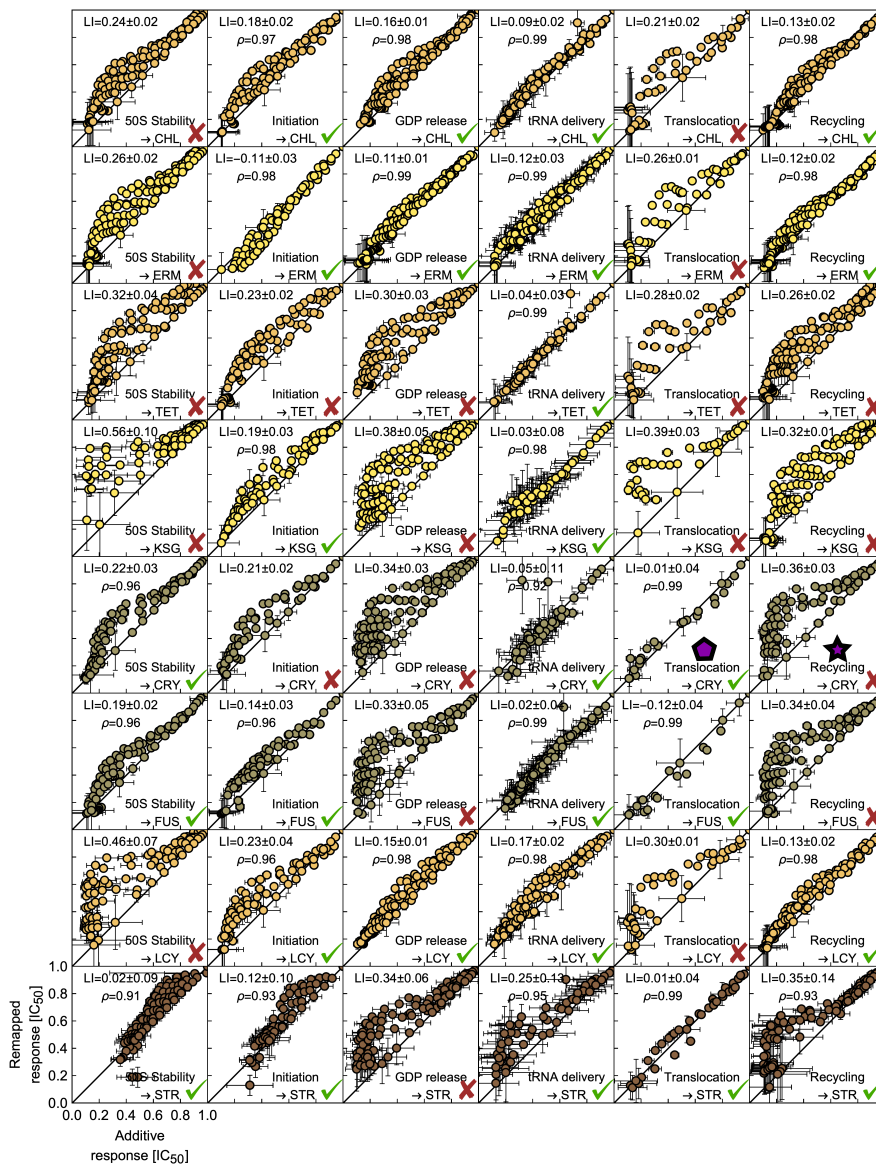 LI=0.24±0.02
50S Stability
→ CHL
LI=0.18±0.02
ρ=0.97
Initiation
→ CHL
LI=0.16±0.01
ρ=0.98
GDP release
→ CHL
LI=0.09±0.02
ρ=0.99
tRNA delivery
→ CHL
LI=0.21±0.02
Translocation
→ CHL
LI=0.13±0.02
ρ=0.98
Recycling
→ CHL
LI=0.26±0.02
50S Stability
→ ERM
LI=−0.11±0.03
ρ=0.98
Initiation
→ ERM
LI=0.11±0.01
ρ=0.99
GDP release
→ ERM
LI=0.12±0.03
ρ=0.99
tRNA delivery
→ ERM
LI=0.26±0.01
Translocation
→ ERM
LI=0.12±0.02
ρ=0.98
Recycling
→ ERM
LI=0.32±0.04
50S Stability
→ TET
LI=0.23±0.02
Initiation
→ TET
LI=0.30±0.03
GDP release
→ TET
LI=0.04±0.03
ρ=0.99
tRNA delivery
→ TET
LI=0.28±0.02
Translocation
→ TET
LI=0.26±0.02
Recycling
→ TET
LI=0.56±0.10
50S Stability
→ KSG
LI=0.19±0.03
ρ=0.98
Initiation
→ KSG
LI=0.38±0.05
GDP release
→ KSG
LI=0.03±0.08
ρ=0.98
tRNA delivery
→ KSG
LI=0.39±0.03
Translocation
→ KSG
LI=0.32±0.01
Recycling
→ KSG
LI=0.22±0.03
ρ=0.96
50S Stability
→ CRY
LI=0.21±0.02
Initiation
→ CRY
LI=0.34±0.03
GDP release
→ CRY
LI=0.05±0.11
ρ=0.92
tRNA delivery
→ CRY
LI=0.01±0.04
ρ=0.99
Translocation
→ CRY
LI=0.36±0.03
Recycling
→ CRY
LI=0.19±0.02
ρ=0.96
50S Stability
→ FUS
LI=0.14±0.03
ρ=0.96
Initiation
→ FUS
LI=0.33±0.05
GDP release
→ FUS
LI=0.02±0.04
ρ=0.99
tRNA delivery
→ FUS
LI=−0.12±0.04
ρ=0.99
Translocation
→ FUS
LI=0.34±0.04
Recycling
→ FUS
LI=0.46±0.07
50S Stability
→ LCY
LI=0.23±0.04
ρ=0.96
Initiation
→ LCY
LI=0.15±0.01
ρ=0.98
GDP release
→ LCY
LI=0.17±0.02
ρ=0.98
tRNA delivery
→ LCY
LI=0.30±0.01
Translocation
→ LCY
LI=0.13±0.02
ρ=0.98
Recycling
→ LCY
LI=0.02±0.09
ρ=0.91
50S Stability
→ STR
LI=0.12±0.10
ρ=0.93
Initiation
→ STR
LI=0.34±0.06
GDP release
→ STR
LI=0.25±0.13
ρ=0.95
tRNA delivery
→ STR
LI=0.01±0.04
ρ=0.99
Translocation
→ STR
LI=0.35±0.14
ρ=0.93
Recycling
→ STR
1.0
0.8
0.6
0.4
0.2
0.0
Remapped
response [IC50]
0.0 0.2 0.4 0.6 0.8 1.0
Additive
response [IC50]